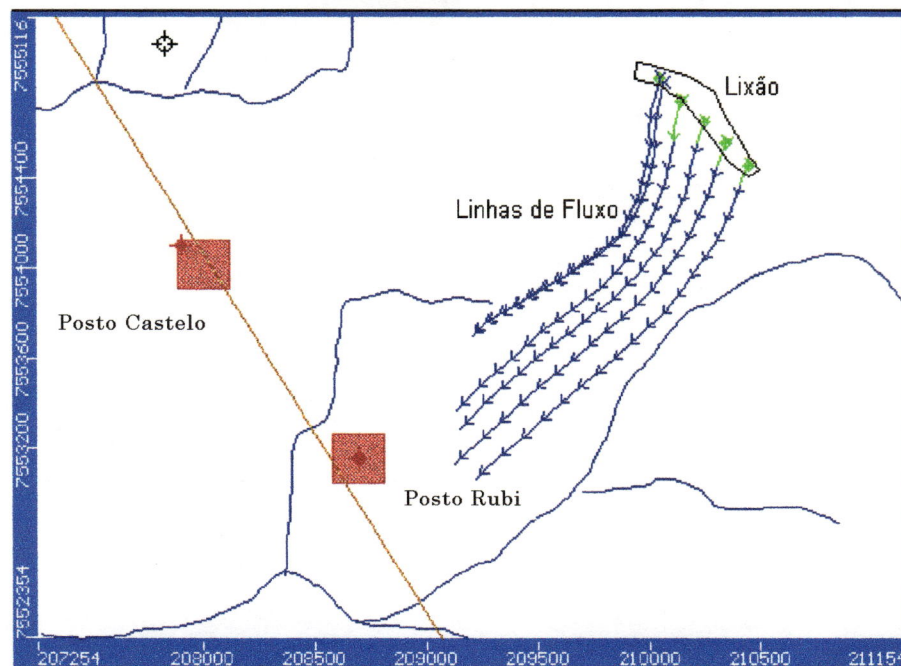 7555116
Lixão
7554400
Linhas de Fluxo
7554000
Posto Castelo
7553600
7553200
Posto Rubi
7552354
207254 208000 208500 209000 209500 210000 210500 211154